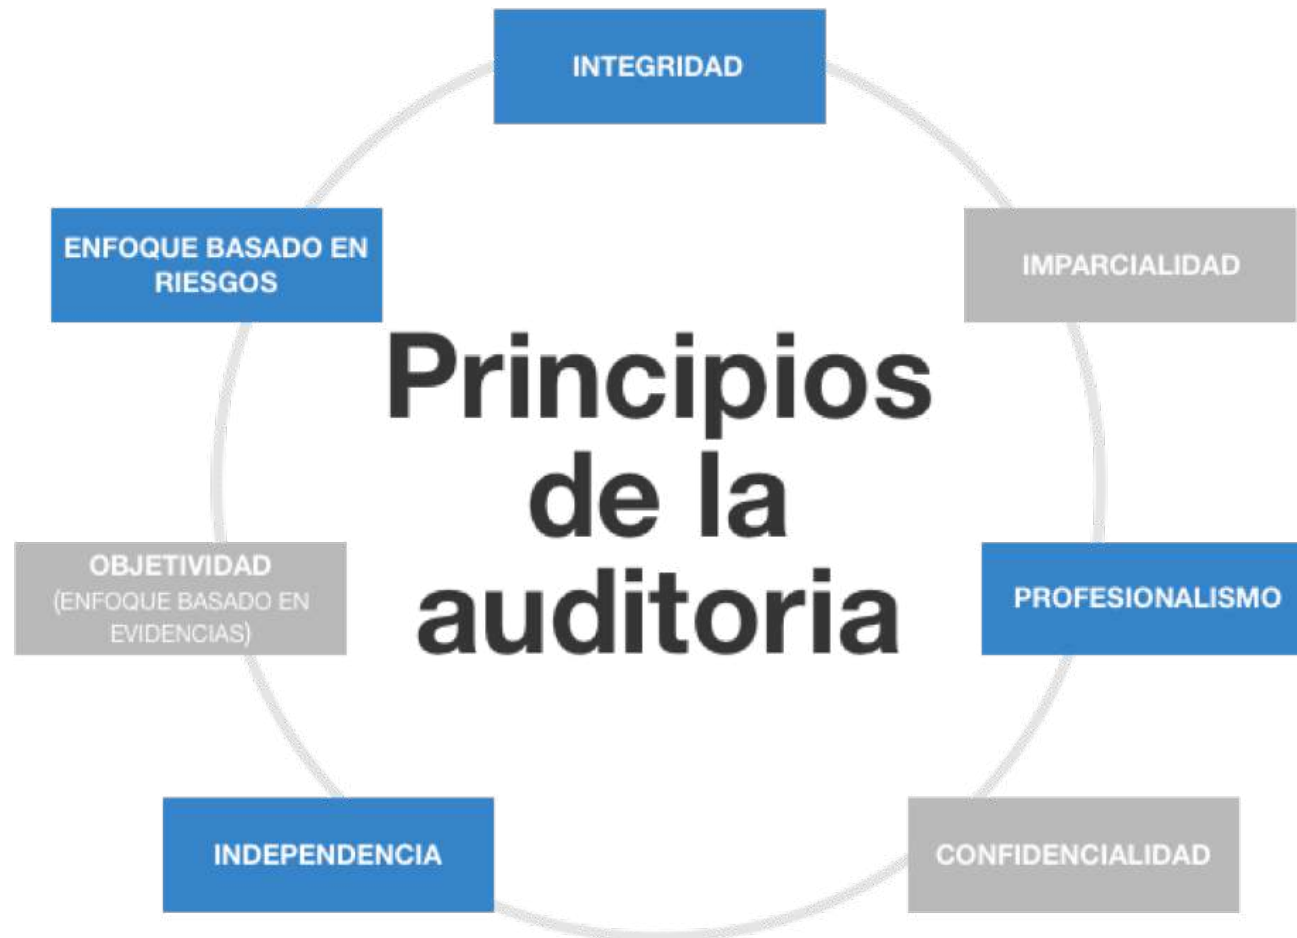 INTEGRIDAD
ENFOQUE BASADO EN
RIESGOS
IMPARCIALIDAD
Principios
de la
auditoria
OBJETIVIDAD
(ENFOQUE BASADO EN
EVIDENCIAS)
PROFESIONALISMO
INDEPENDENCIA
CONFIDENCIALIDAD